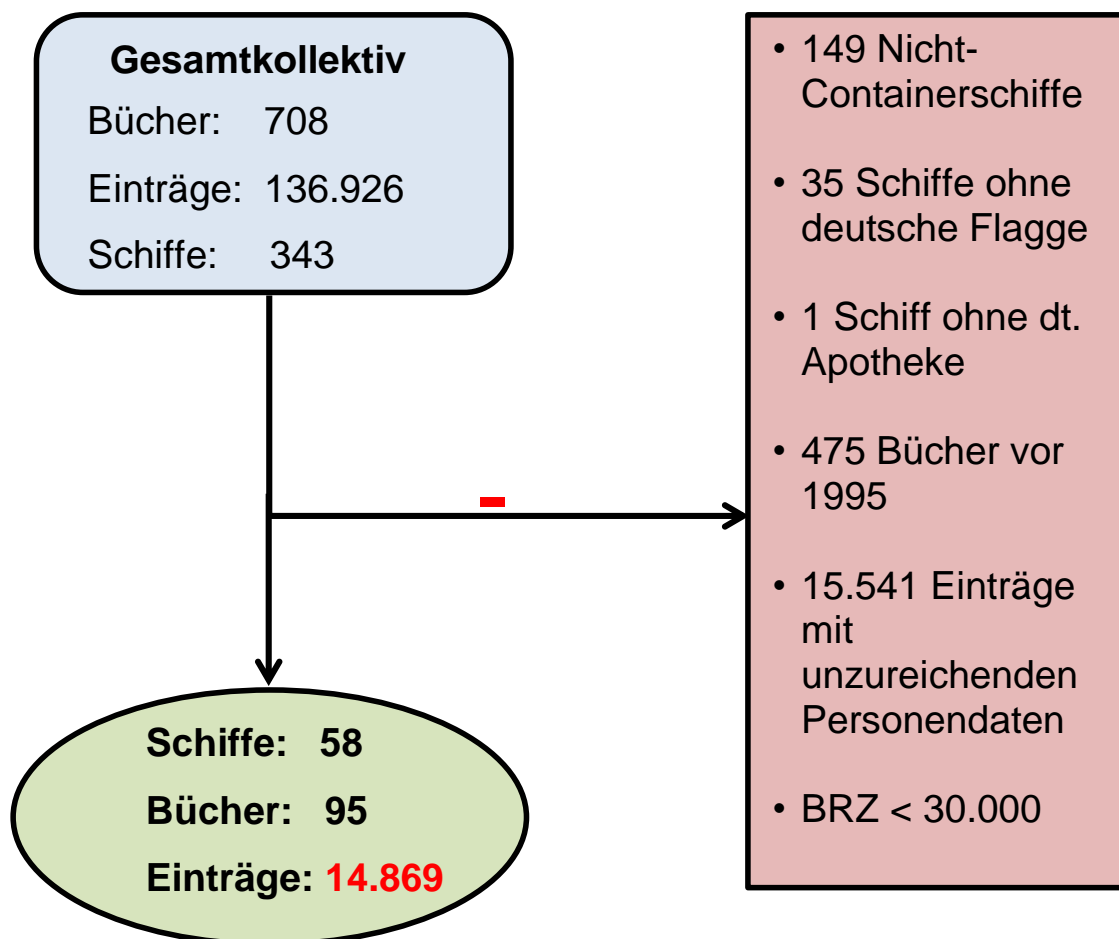 Gesamtkollektiv
Bücher: 708
Einträge: 136.926
Schiffe: 343
• 149 Nicht-
Containerschiffe
• 35 Schiffe ohne
deutsche Flagge
• 1 Schiff ohne dt.
Apotheke
• 475 Bücher vor
1995
• 15.541 Einträge
mit
unzureichenden
Personendaten
• BRZ < 30.000
-
Schiffe: 58
Bücher: 95
Einträge: 14.869